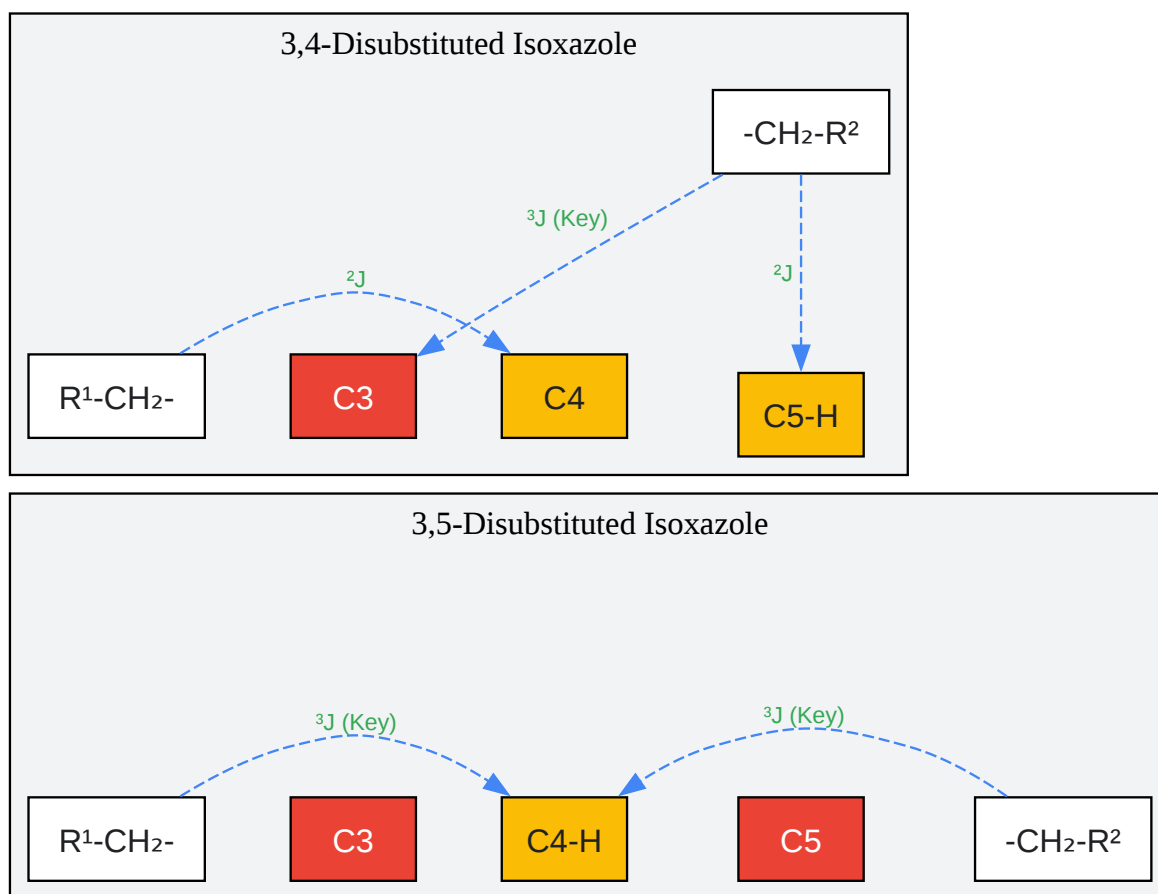 3,4-Disubstituted Isoxazole
-CH₂-R²
³J (Key)
²J
²J
R¹-CH₂-
C3
C4
C5-H
3,5-Disubstituted Isoxazole
³J (Key)
³J (Key)
R¹-CH₂-
C3
C4-H
C5
-CH₂-R²